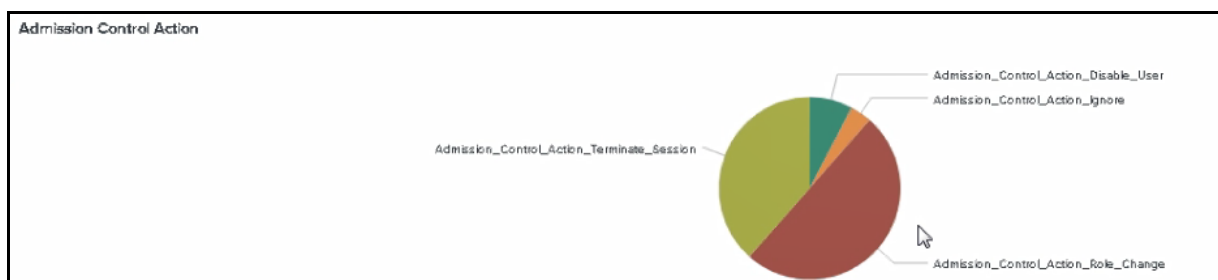 Admission Control Action
Admission_Control_Action_Disable_User
Admission_Control_Action_Ignore
Admission_Control_Action_Terminate_Session
Admission_Control_Action_Role_Change